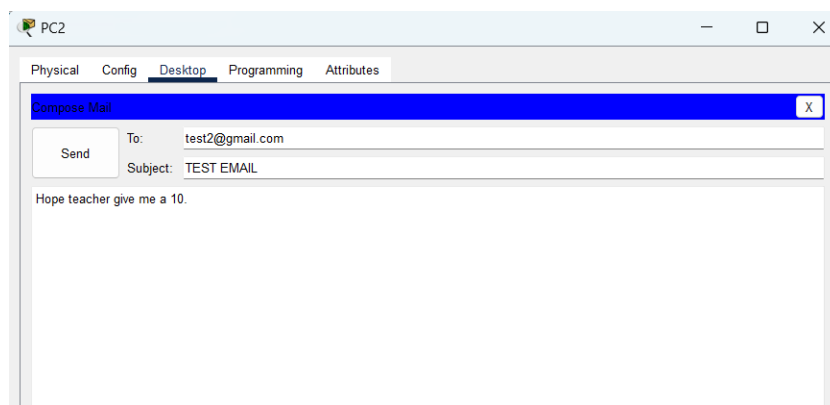 PC2
Physical Config Desktop Programming Attributes
Compose Mail
X
Send
To: test2@gmail.com
Subject: TEST EMAIL
Hope teacher give me a 10.